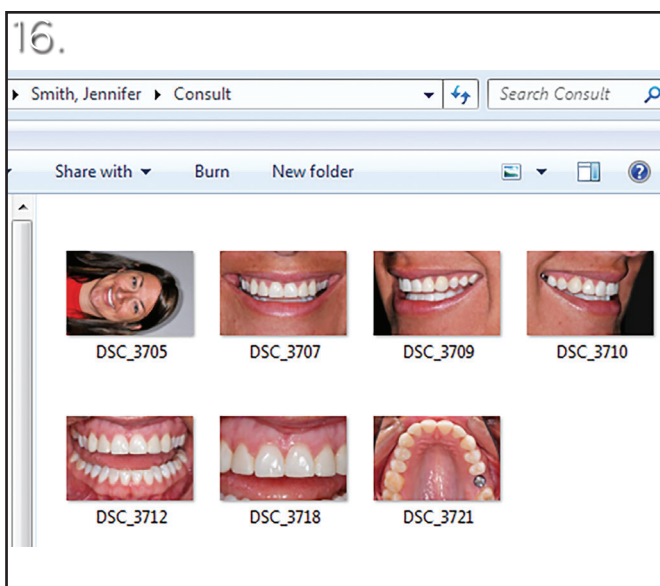 16.
Smith, Jennifer Consult Search Consult
Share with Burn New folder
DSC_3705 DSC_3707 DSC_3709 DSC_3710
DSC_3712 DSC_3718 DSC_3721